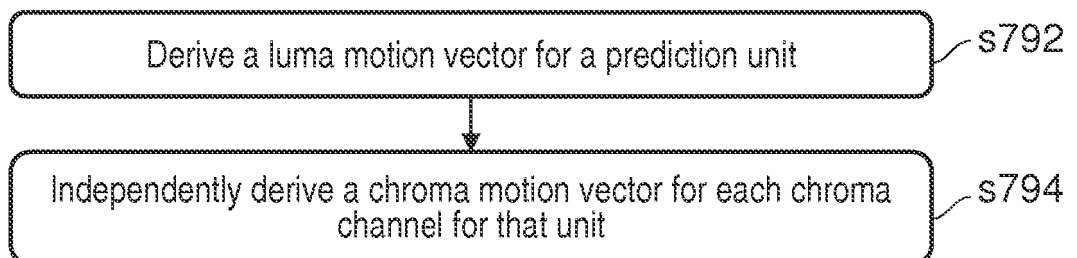 Derive a luma motion vector for a prediction unit
s792
Independently derive a chroma motion vector for each chroma
channel for that unit
s794